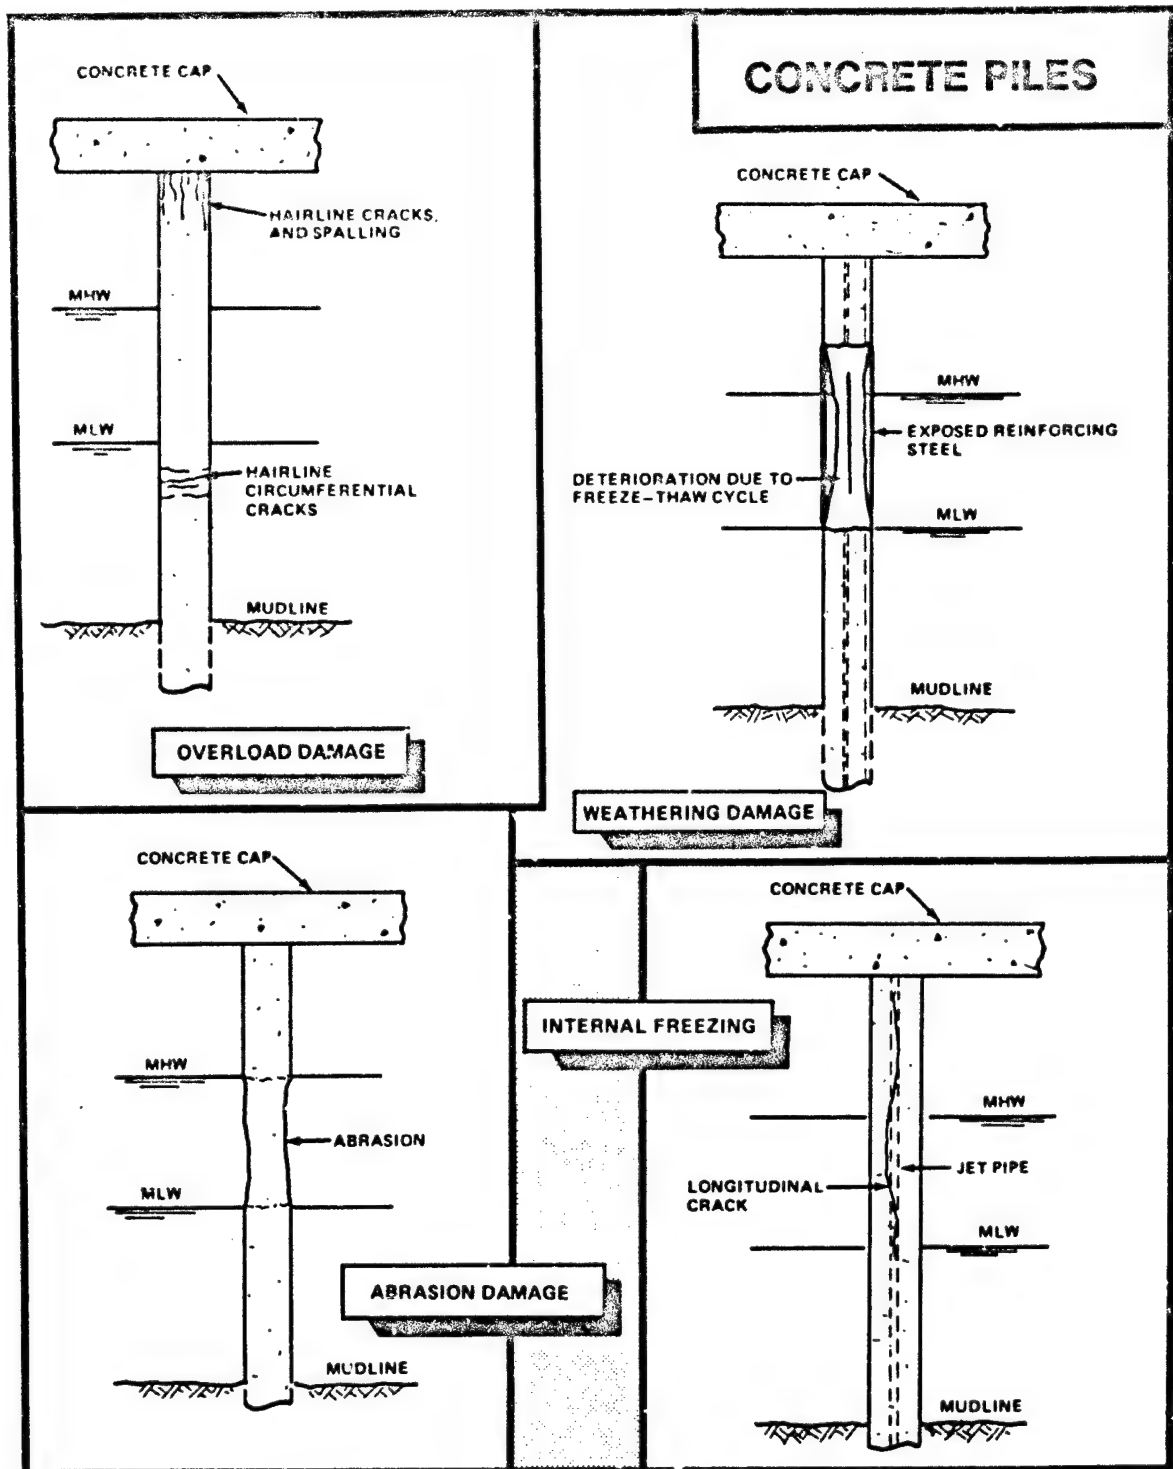 CONCRETE PILES
CONCRETE CAP
HAIRLINE CRACKS,
AND SPALLING
MHW
MLW
HAIRLINE
CIRCUMFERENTIAL
CRACKS
MUDLINE
OVERLOAD DAMAGE
CONCRETE CAP
MHW
EXPOSED REINFORCING
STEEL
DETERIORATION DUE TO
FREEZE-THAW CYCLE
MLW
MUDLINE
WEATHERING DAMAGE
CONCRETE CAP
MHW
ABRASION
MLW
ABRASION DAMAGE
MUDLINE
CONCRETE CAP
INTERNAL FREEZING
MHW
JET PIPE
LONGITUDINAL
CRACK
MLW
MUDLINE